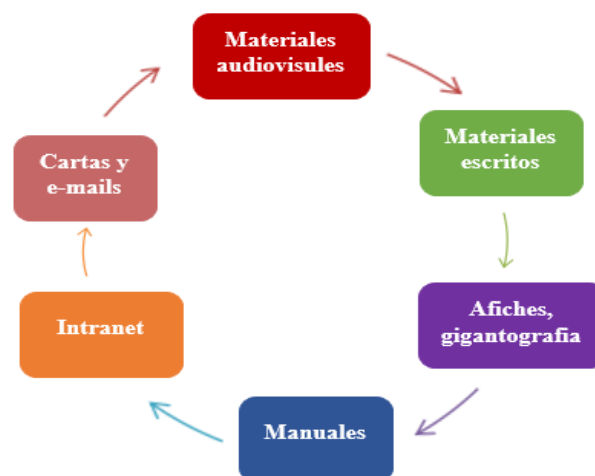 Materiales
audiovisules
Materiales
escritos
Afiches,
gigantografia
Manuales
Intranet
Cartas y
e-mails